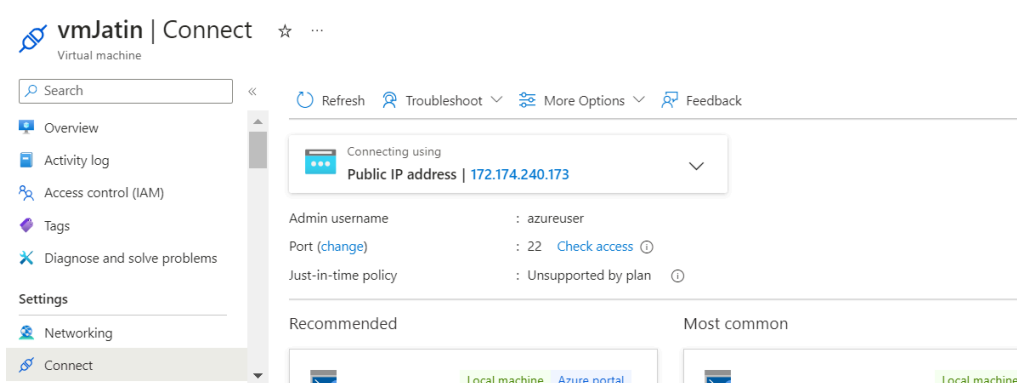 vmJatin | Connect
Virtual machine
Search
Overview
Activity log
Access control (IAM)
Tags
Diagnose and solve problems
Settings
Networking
Connect
Refresh Troubleshoot More Options Feedback
Connecting using
Public IP address | 172.174.240.173
Admin username : azureuser
Port (change) : 22 Check access
Just-in-time policy : Unsupported by plan
Recommended Most common
Local machine Azure portal Local machine